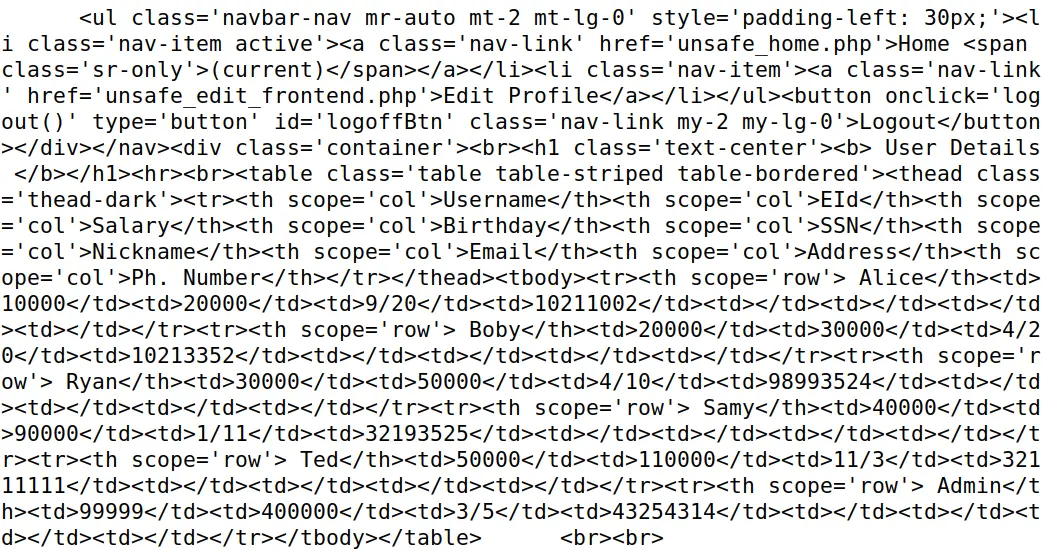 <ul class='navbar-nav mr-auto mt-2 mt-lg-0' style='padding-left: 30px;'><l
i class='nav-item active'><a class='nav-link' href='unsafe_home.php'>Home <span 
class='sr-only'>(current)</span></a></li><li class='nav-item'><a class='nav-link
' href='unsafe_edit_frontend.php'>Edit Profile</a></li></ul><button onclick='log
out()' type='button' id='logoffBtn' class='nav-link my-2 my-lg-0'>Logout</button
></div></nav><div class='container'><br><h1 class='text-center'><b> User Details
 </b></h1><hr><br><table class='table table-striped table-bordered'><thead class
='thead-dark'><tr><th scope='col'>Username</th><th scope='col'>EId</th><th scope
='col'>Salary</th><th scope='col'>Birthday</th><th scope='col'>SSN</th><th scope
='col'>Nickname</th><th scope='col'>Email</th><th scope='col'>Address</th><th sc
ope='col'>Ph. Number</th></tr></thead><tbody><tr><th scope='row'> Alice</th><td>
10000</td><td>20000</td><td>9/20</td><td>10211002</td><td></td><td></td><td></td
><td></td></tr><tr><th scope='row'> Boby</th><td>20000</td><td>30000</td><td>4/2
0</td><td>10213352</td><td></td><td></td><td></td><td></td></tr><tr><th scope='r
ow'> Ryan</th><td>30000</td><td>50000</td><td>4/10</td><td>98993524</td><td></td
><td></td><td></td><td></td></tr><tr><th scope='row'> Samy</th><td>40000</td><td
>90000</td><td>1/11</td><td>32193525</td><td></td><td></td><td></td><td></td></t
r><tr><th scope='row'> Ted</th><td>50000</td><td>110000</td><td>11/3</td><td>321
11111</td><td></td><td></td><td></td><td></td></tr><tr><th scope='row'> Admin</t
h><td>99999</td><td>400000</td><td>3/5</td><td>43254314</td><td></td><td></td><t
d></td><td></td></tr></tbody></table>      <br><br>